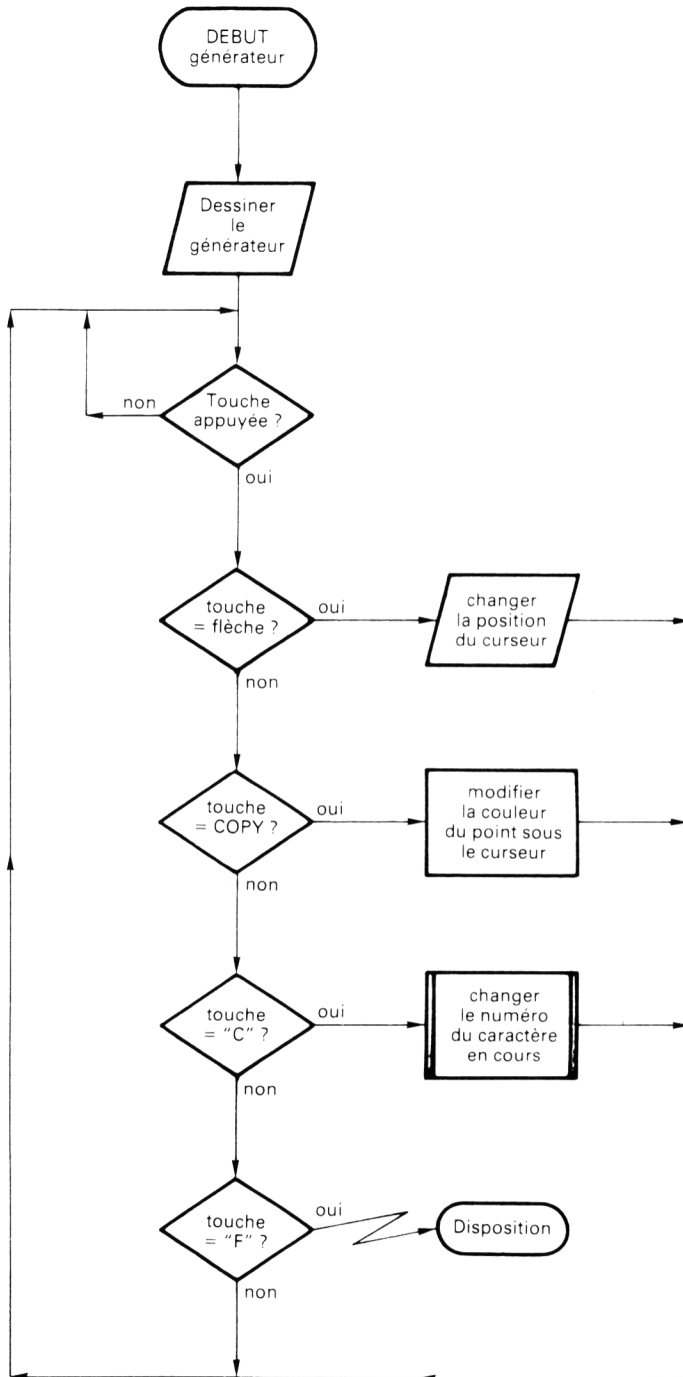 DEBUT
générateur
Dessiner
le
générateur
non
Touche
appuyée ?
oui
touche
= flèche ?
oui
changer
la position
du curseur
non
touche
= COPY ?
oui
modifier
la couleur
du point sous
le curseur
non
touche
= "C" ?
oui
changer
le numéro
du caractère
en cours
non
touche
= "F" ?
oui
Disposition
non